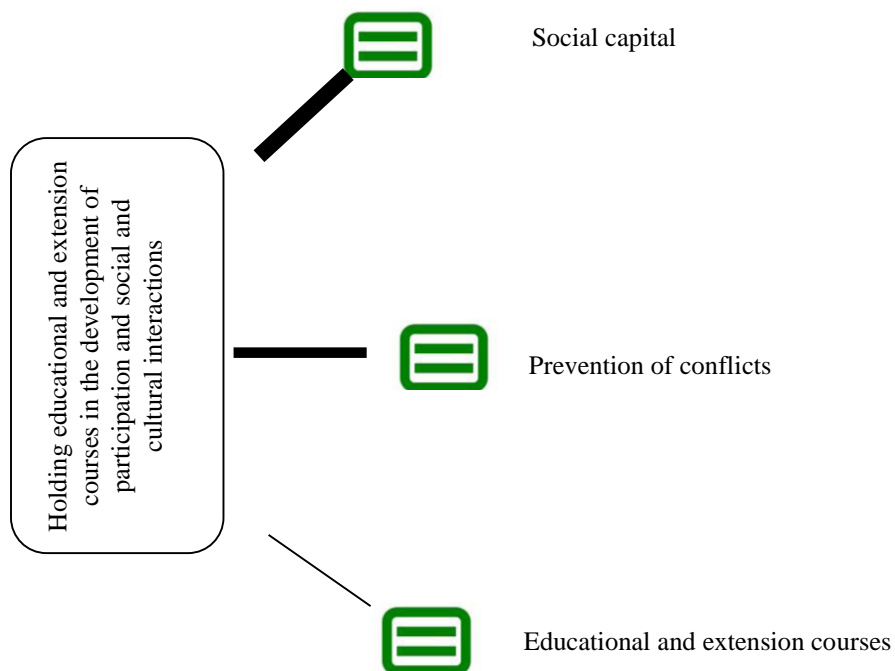 Social capital
Holding educational and extension
courses in the development of
participation and social and
cultural interactions
Prevention of conflicts
Educational and extension courses